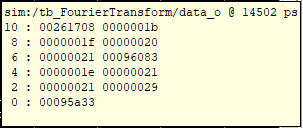 sim:/tb_FourierTransform/data_o @ 14502 ps
10 : 00261708 0000001b
8 : 0000001f 00000020
6 : 00000021 00096083
4 : 0000001e 00000021
2 : 00000021 00000029
0 : 00095a33